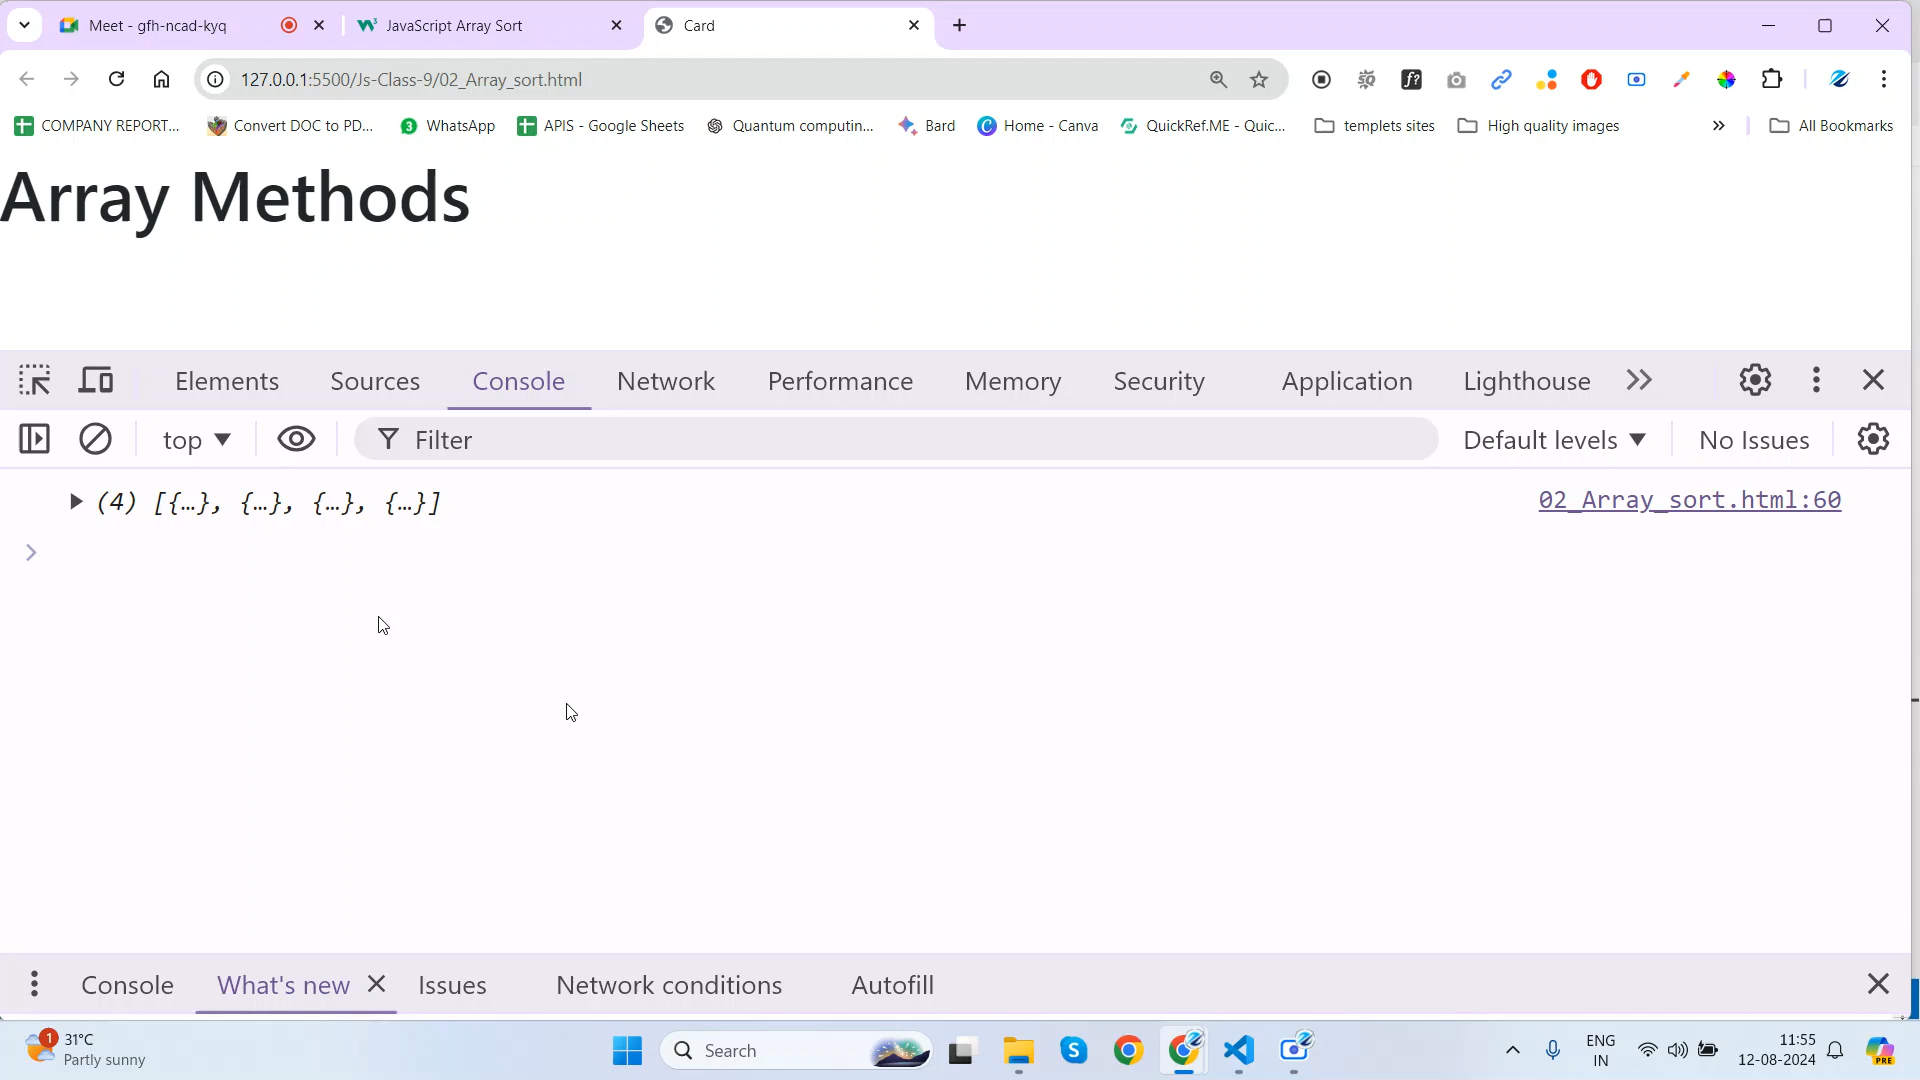 Meet - gfh-ncad-kyq
JavaScript Array Sort
Card
127.0.0.1:5500/Js-Class-9/02_Array_sort.html
COMPANY REPORT...
Convert DOC to PD...
3
WhatsApp
APIS - Google Sheets
Quantum computin...
Bard
Home - Canva
QuickRef.ME - Quic...
templets sites
High quality images
All Bookmarks
Array Methods
Elements
Sources
Console
Network
Performance
Memory
Security
Application
Lighthouse
top
Filter
Default levels
No Issues
(4) [{…}, {…}, {…}, {…}]
02_Array_sort.html:60
Console
What's new
Issues
Network conditions
Autofill
1
31°C
Partly sunny
Search
ENG
IN
11:55
12-08-2024
PRE